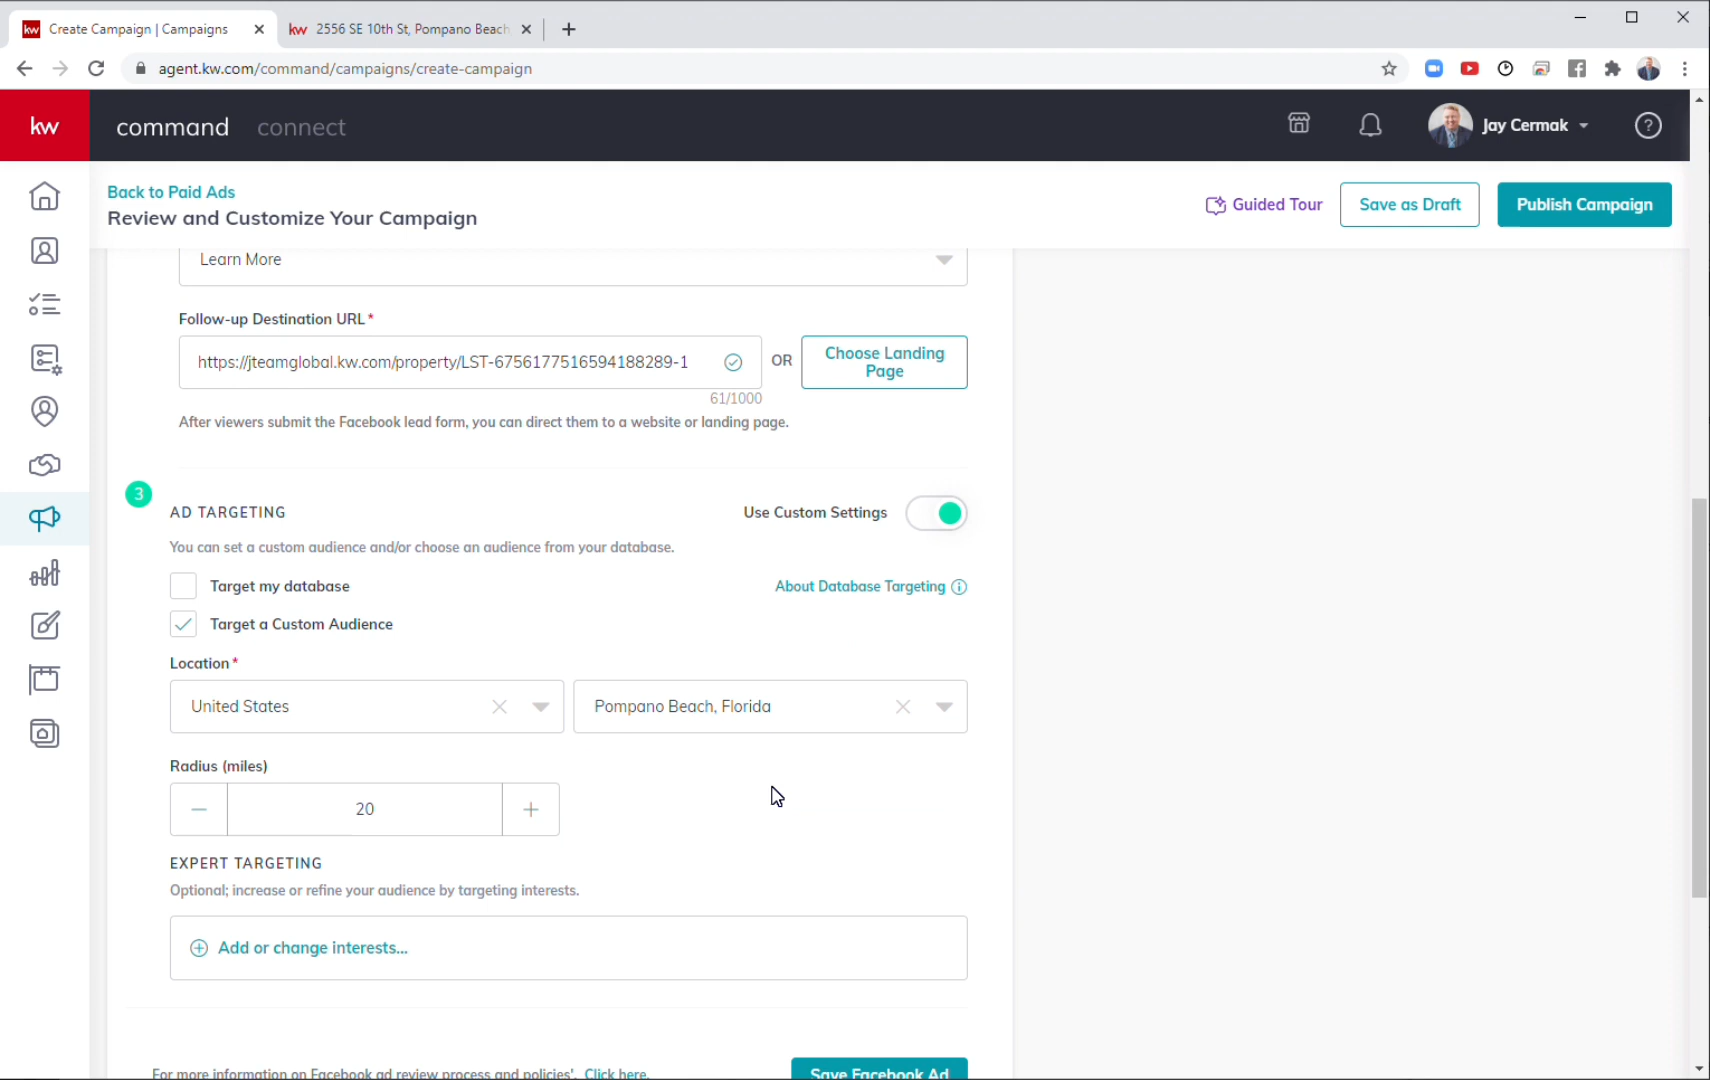 kw Create Campaign | Campaigns
kw 2556 SE 10th St, Pompano Beach
agent.kw.com/command/campaigns/create-campaign
kw command connect
Jay Cermak
Back to Paid Ads
Review and Customize Your Campaign
Guided Tour
Save as Draft
Publish Campaign
Learn More
Follow-up Destination URL*
https://jteamglobal.kw.com/property/LST-6756177516594188289-1
OR
Choose Landing
Page
61/1000
After viewers submit the Facebook lead form, you can direct them to a website or landing page.
3
AD TARGETING
Use Custom Settings
You can set a custom audience and/or choose an audience from your database.
Target my database
About Database Targeting
Target a Custom Audience
Location*
United States
Pompano Beach, Florida
Radius (miles)
20
EXPERT TARGETING
Optional; increase or refine your audience by targeting interests.
Add or change interests...
For more information on Facebook ad review process and policies'. Click here.
Save Facebook Ad